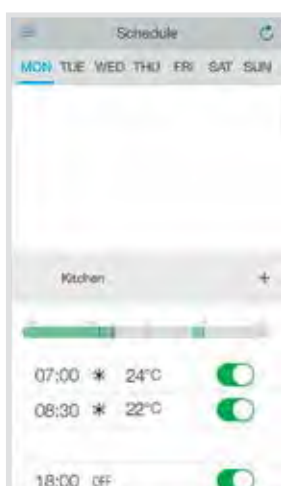 Schedule
MON TUE WED THU FRI SAT SUN
Kitchen +
07:00 24°C
08:30 22°C
18:00 OFF